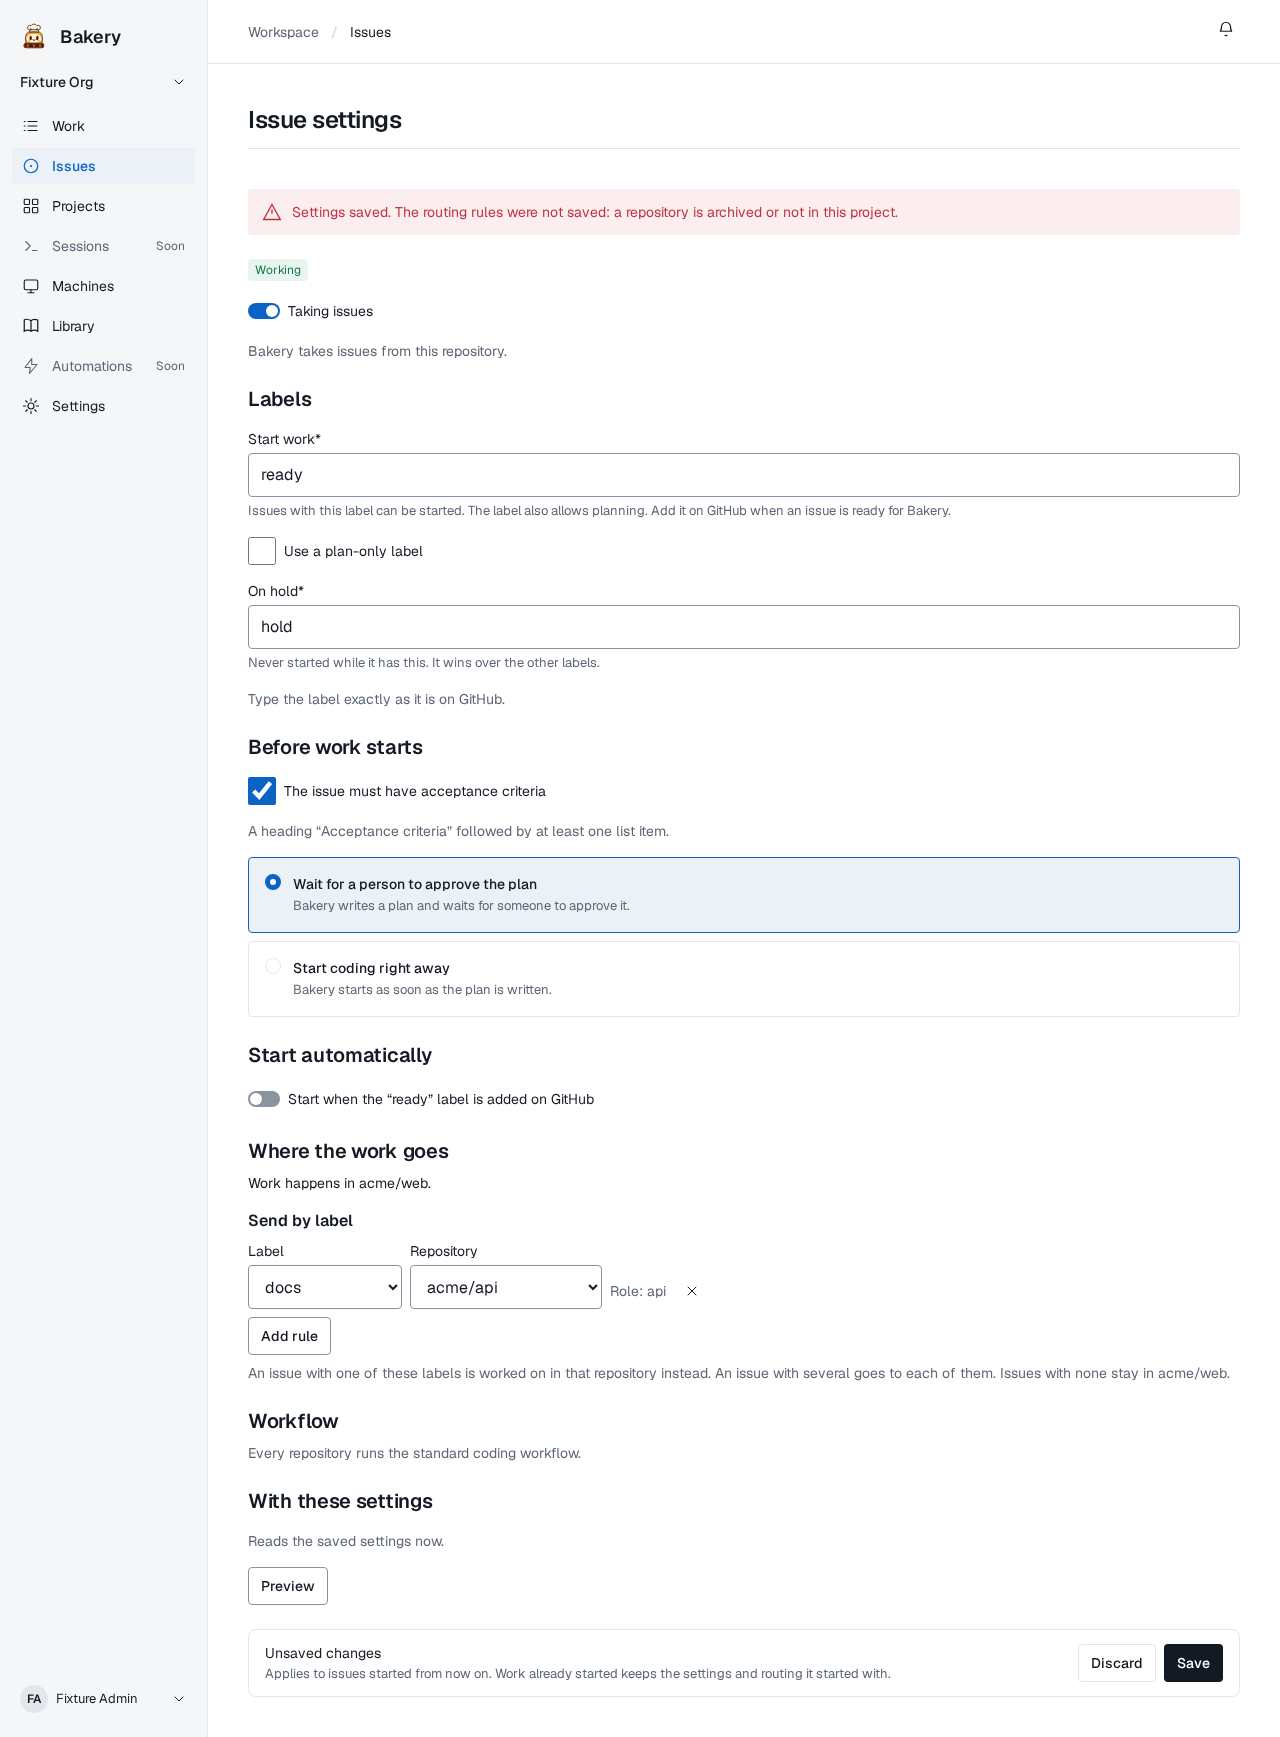 Bakery
Fixture Org
Work
Issues
Projects
Sessions Soon
Machines
Library
Automations Soon
Settings
FA Fixture Admin
Workspace / Issues
Issue settings
Settings saved. The routing rules were not saved: a repository is archived or not in this project.
Working
Taking issues
Bakery takes issues from this repository.
Labels
Start work*
ready
Issues with this label can be started. The label also allows planning. Add it on GitHub when an issue is ready for Bakery.
Use a plan-only label
On hold*
hold
Never started while it has this. It wins over the other labels.
Type the label exactly as it is on GitHub.
Before work starts
The issue must have acceptance criteria
A heading “Acceptance criteria” followed by at least one list item.
Wait for a person to approve the plan
Bakery writes a plan and waits for someone to approve it.
Start coding right away
Bakery starts as soon as the plan is written.
Start automatically
Start when the “ready” label is added on GitHub
Where the work goes
Work happens in acme/web.
Send by label
Label Repository
docs acme/api Role: api
Add rule
An issue with one of these labels is worked on in that repository instead. An issue with several goes to each of them. Issues with none stay in acme/web.
Workflow
Every repository runs the standard coding workflow.
With these settings
Reads the saved settings now.
Preview
Unsaved changes
Applies to issues started from now on. Work already started keeps the settings and routing it started with.
Discard Save